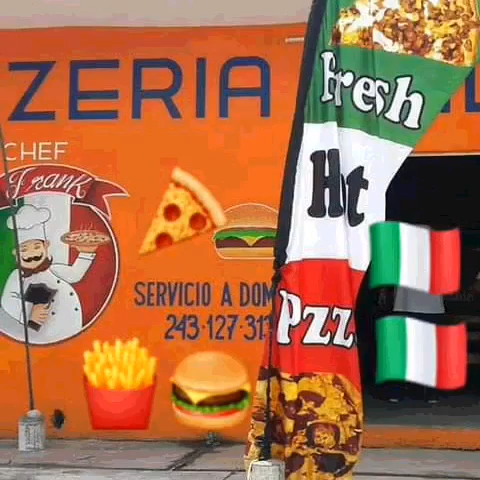 ZERIA
CHEF
Frank
SERVICIO A DOM
243·127·31
Fresh
Hot
Pzz